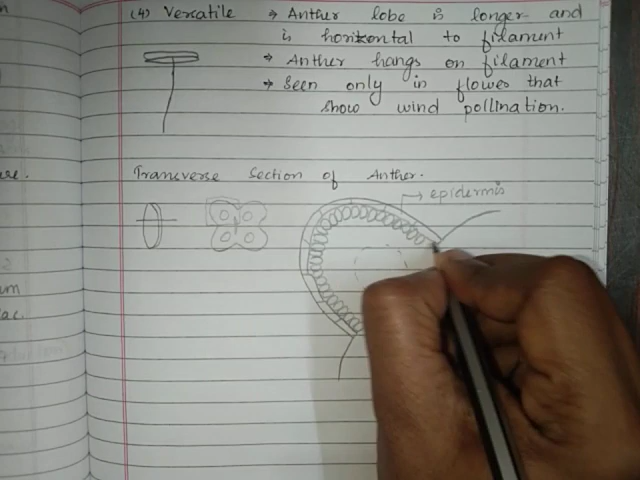 (4) Versatile → Anther lobe is longer and
is horizontal to filament
→ Anther hangs on filament
→ Seen only in flowes that
show wind pollination.
Transverse Section of Anther.
→ epidermis